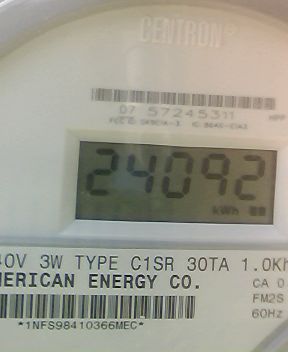 CENTRON®
07 57245311
24092
kWh
40V 3W TYPE C1SR 30TA 1.0Kh
MERICAN ENERGY CO. CA 0
FM2S
60Hz
*1NFS98410366MEC*